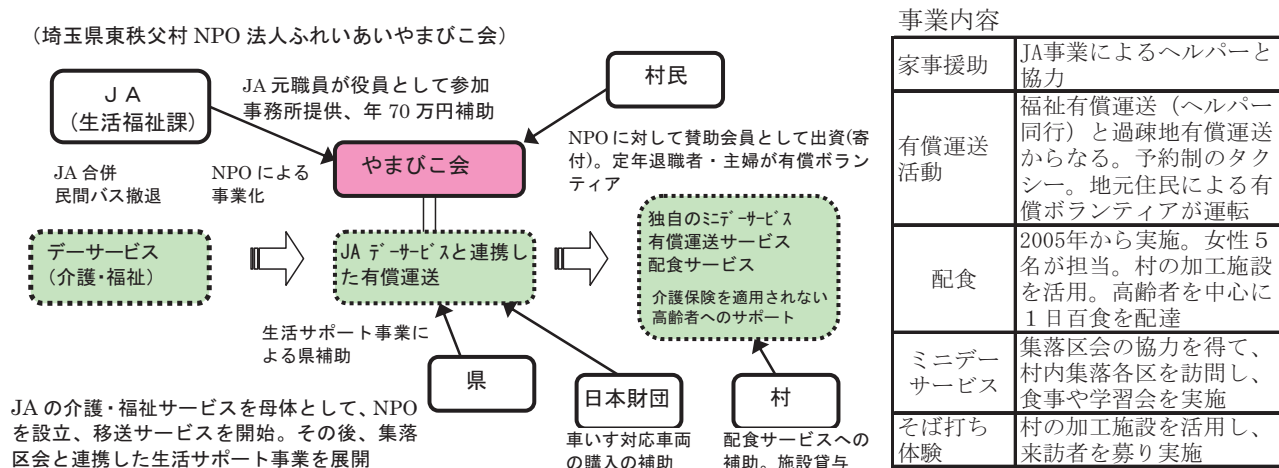 （埼玉県東秩父村 NPO 法人ふれいあいやまびこ会）
ＪＡ
（生活福祉課）
JA 元職員が役員として参加
事務所提供、年 70 万円補助
村民
やまびこ会
NPO に対して賛助会員として出資(寄
付)。定年退職者・主婦が有償ボラン
ティア
JA 合併
民間バス撤退
NPO による
事業化
デーサービス
（介護・福祉）
JA ﾃﾞｰｻｰﾋﾞｽと連携し
た有償運送
独自のﾐﾆﾃﾞｰｻｰﾋﾞｽ
有償運送サービス
配食サービス
介護保険を適用されない
高齢者へのサポート
生活サポート事業に
よる県補助
県
日本財団
村
JA の介護・福祉サービスを母体として、NPO
を設立、移送サービスを開始。その後、集落
区会と連携した生活サポート事業を展開
車いす対応車両
の購入の補助
配食サービスへの
補助。施設貸与
事業内容
家事援助
JA事業によるヘルパーと
協力
有償運送
活動
福祉有償運送（ヘルパー
同行）と過疎地有償運送
からなる。予約制のタク
シー。地元住民による有
償ボランティアが運転
配食
2005年から実施。女性５
名が担当。村の加工施設
を活用。高齢者を中心に
１日百食を配達
ミニデー
サービス
集落区会の協力を得て、
村内集落各区を訪問し、
食事や学習会を実施
そば打ち
体験
村の加工施設を活用し、
来訪者を募り実施